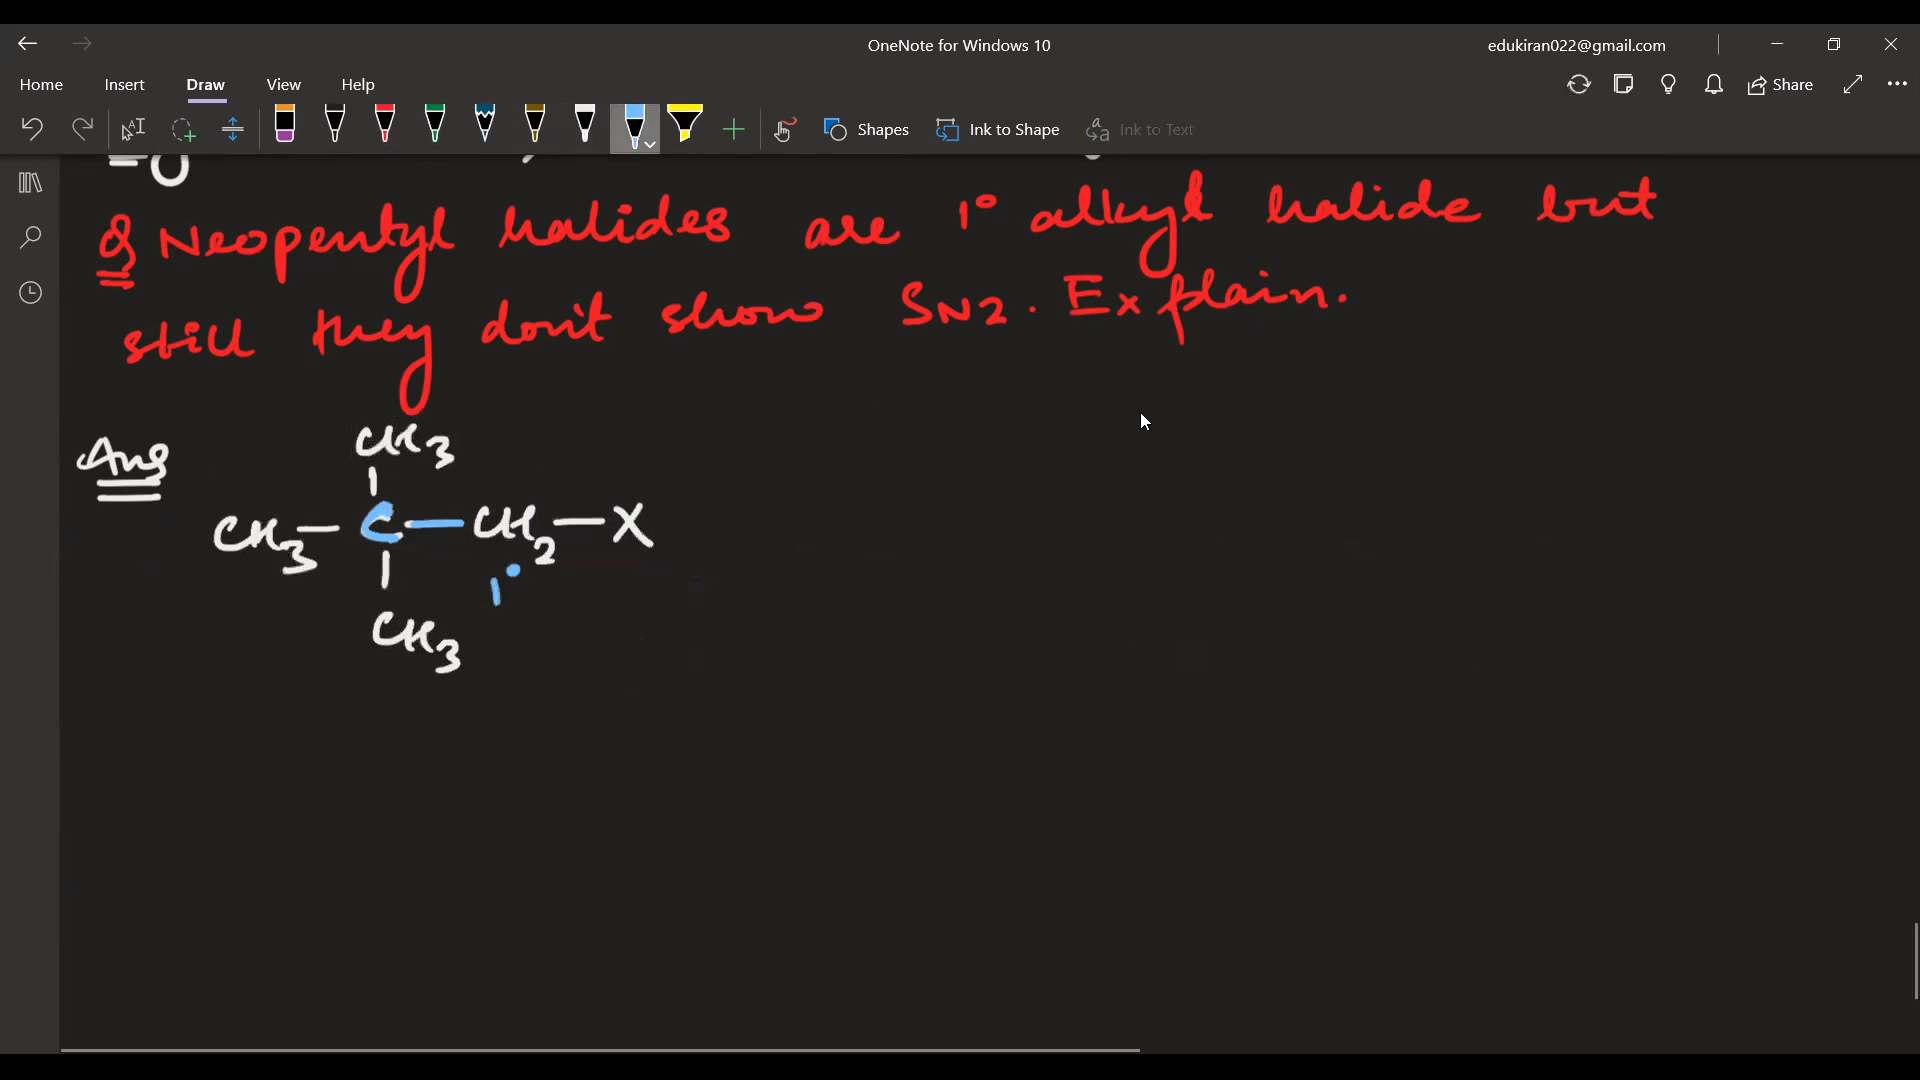 OneNote for Windows 10
edukiran022@gmail.com
Home Insert Draw View Help
Share
Shapes Ink to Shape Ink to Text
Q Neopentyl halides are 1° alkyl halide but
still they don't show SN2. Explain.
Ans
CH3
CH3 — C — CH2 — X
1°
CH3